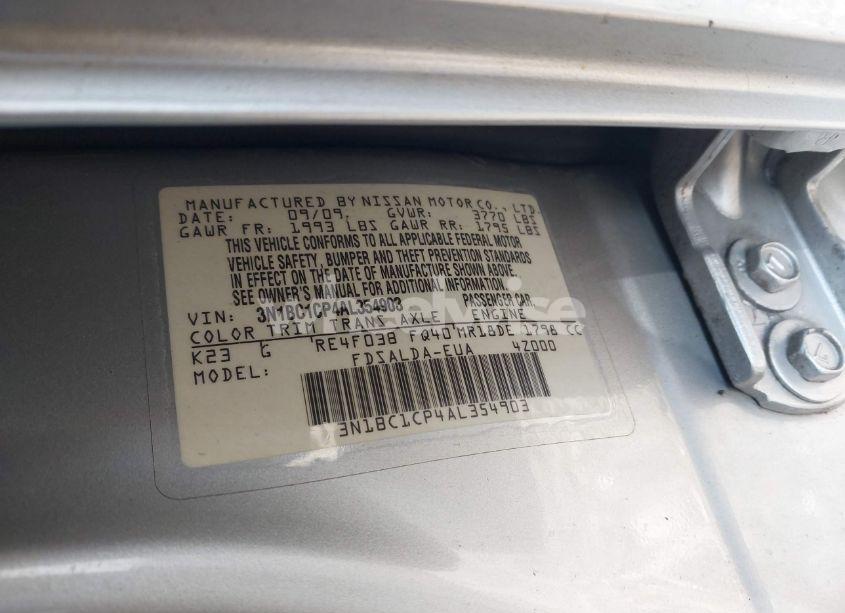 MANUFACTURED BY NISSAN MOTOR CO., LTD.
DATE: 09/09. GVWR: 3770 LBS
GAWR FR: 1993 LBS GAWR RR: 1795 LBS
THIS VEHICLE CONFORMS TO ALL APPLICABLE FEDERAL MOTOR
VEHICLE SAFETY, BUMPER AND THEFT PREVENTION STANDARDS
IN EFFECT ON THE DATE OF MANUFACTURE SHOWN ABOVE.
SEE OWNER'S MANUAL FOR ADDITIONAL INFORMATION
VIN: 3N1BC1CP4AL354903 PASSENGER CAR
COLOR TRIM TRANS AXLE ENGINE
K23 G RE4F03B FQ40 MR18DE 1798 CC
MODEL: FDSALDA-EUA 42000
3N1BC1CP4AL354903